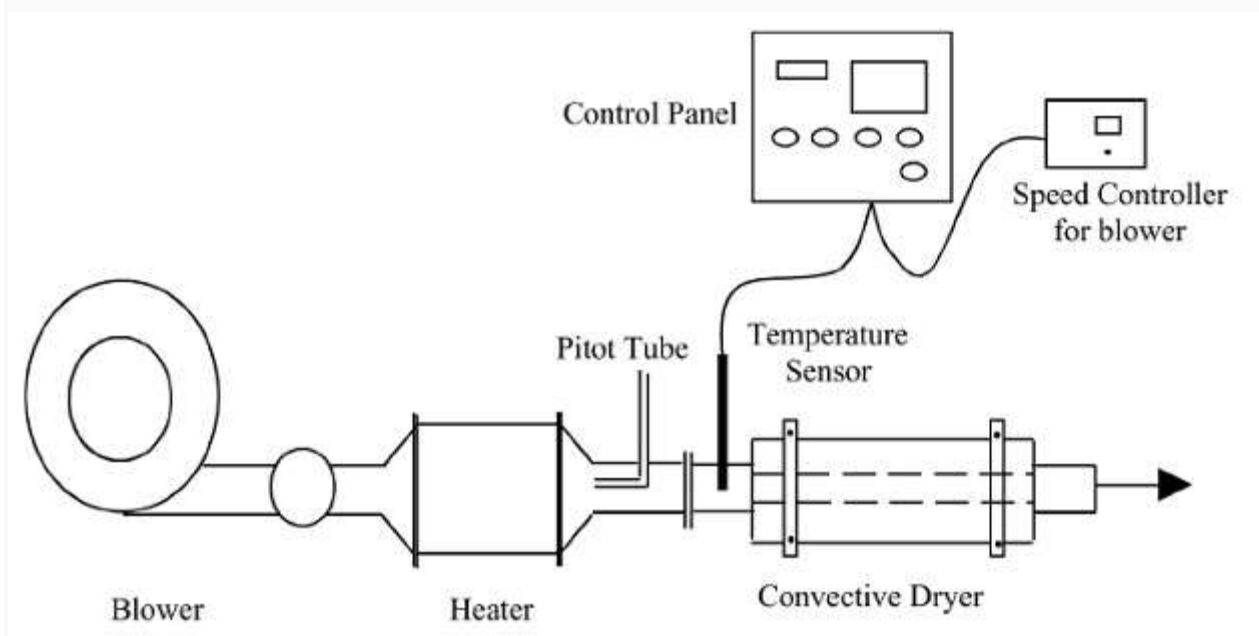 Control Panel
Speed Controller
for blower
Pitot Tube
Temperature
Sensor
Blower
Heater
Convective Dryer